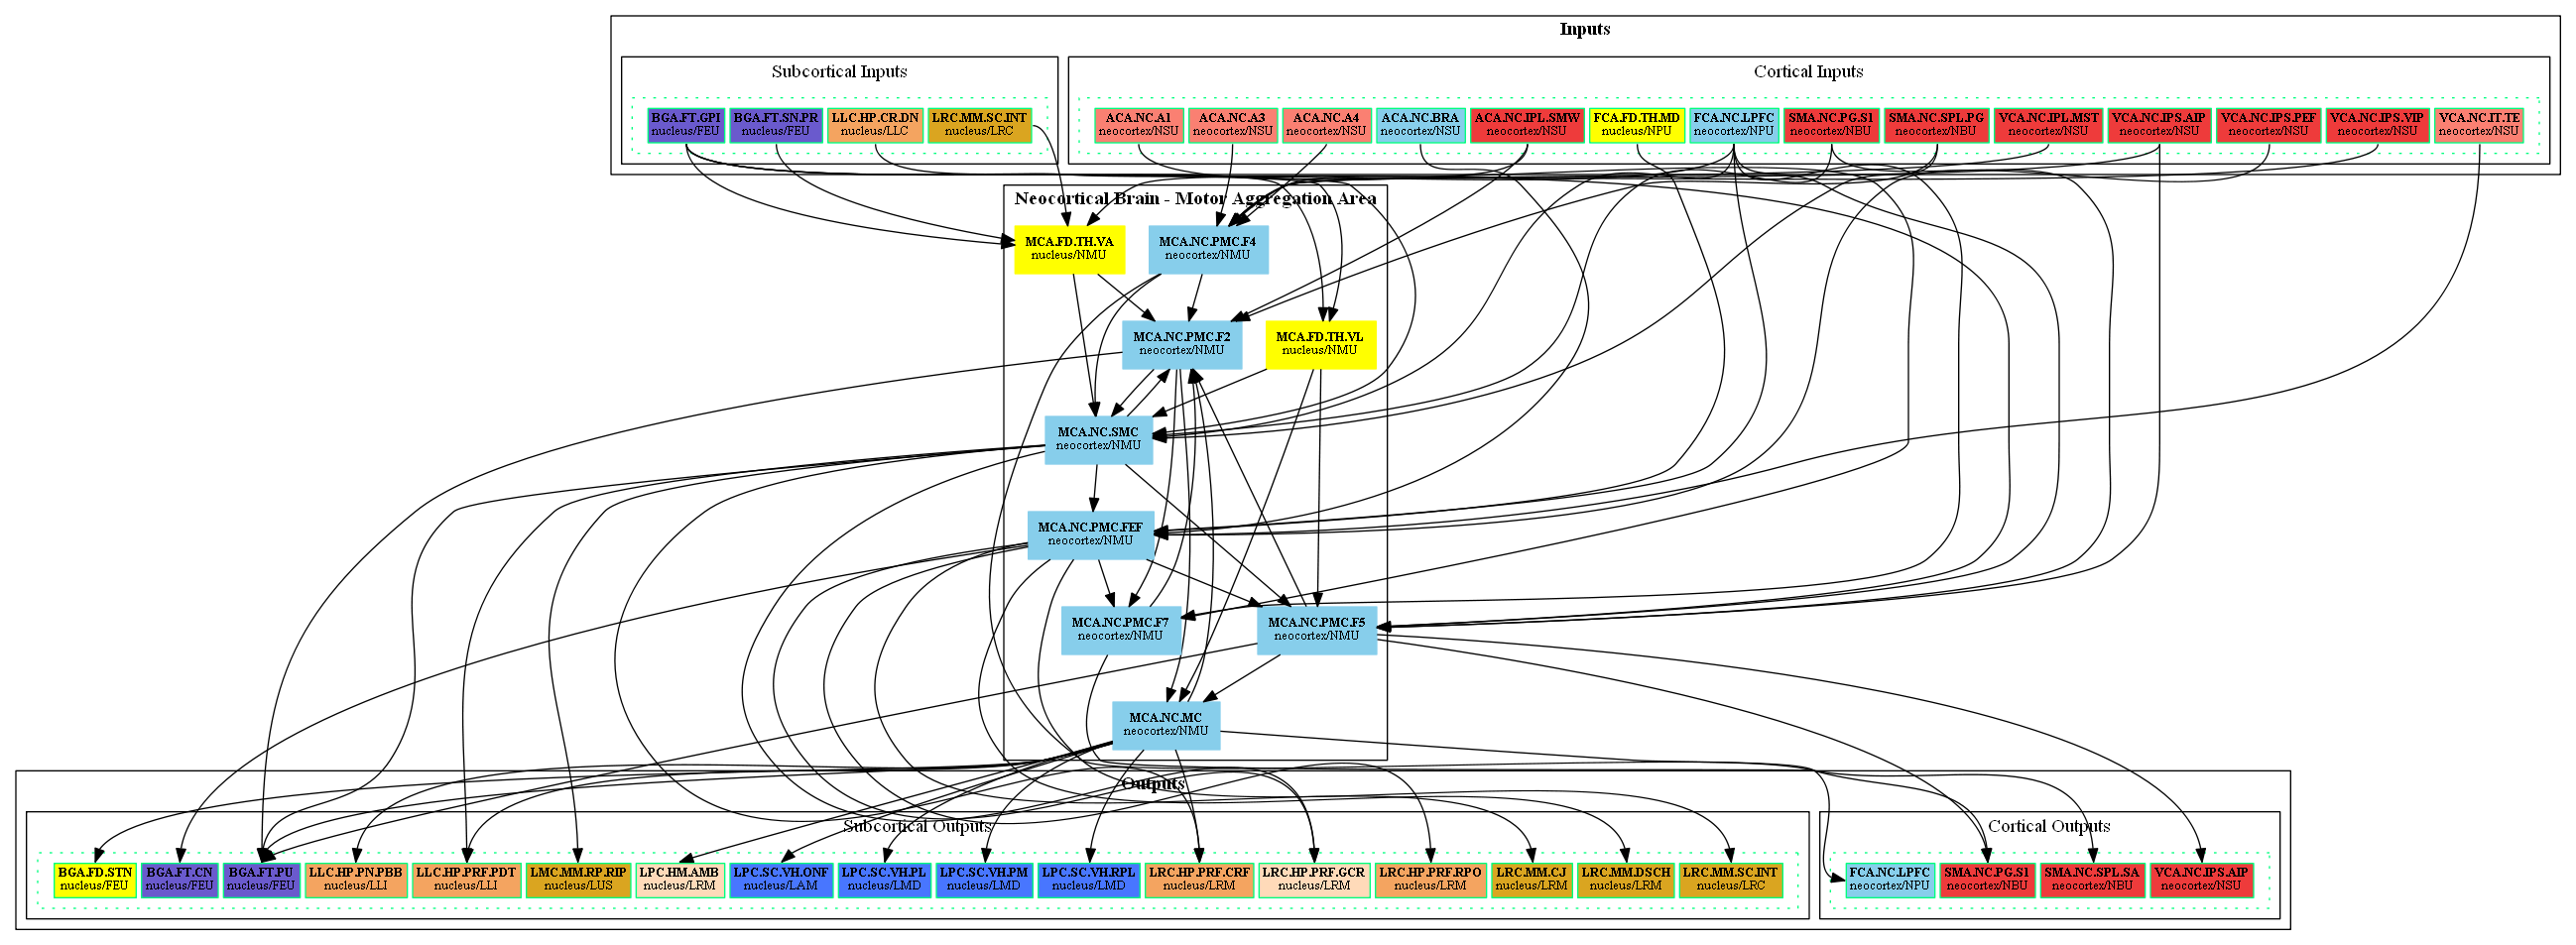 Inputs
Subcortical Inputs
Cortical Inputs
BGA.FT.GPI
nucleus/FEU
BGA.FT.SN.PR
nucleus/FEU
LLC.HP.CR.DN
nucleus/LLC
LRC.MM.SC.INT
nucleus/LRC
ACA.NC.A1
neocortex/NSU
ACA.NC.A3
neocortex/NSU
ACA.NC.A4
neocortex/NSU
ACA.NC.BRA
neocortex/NSU
ACA.NC.IPL.SMW
neocortex/NSU
FCA.FD.TH.MD
nucleus/NPU
FCA.NC.LPFC
neocortex/NPU
SMA.NC.PG.S1
neocortex/NBU
SMA.NC.SPL.PG
neocortex/NBU
VCA.NC.IPL.MST
neocortex/NSU
VCA.NC.IPS.AIP
neocortex/NSU
VCA.NC.IPS.PEF
neocortex/NSU
VCA.NC.IPS.VIP
neocortex/NSU
VCA.NC.IT.TE
neocortex/NSU
Neocortical Brain - Motor Aggregation Area
MCA.FD.TH.VA
nucleus/NMU
MCA.NC.PMC.F4
neocortex/NMU
MCA.NC.PMC.F2
neocortex/NMU
MCA.FD.TH.VL
nucleus/NMU
MCA.NC.SMC
neocortex/NMU
MCA.NC.PMC.FEF
neocortex/NMU
MCA.NC.PMC.F7
neocortex/NMU
MCA.NC.PMC.F5
neocortex/NMU
MCA.NC.MC
neocortex/NMU
Outputs
Subcortical Outputs
Cortical Outputs
BGA.FD.STN
nucleus/FEU
BGA.FT.CN
nucleus/FEU
BGA.FT.PU
nucleus/FEU
LLC.HP.PN.PBB
nucleus/LLI
LLC.HP.PRF.PDT
nucleus/LLI
LMC.MM.RP.RIP
nucleus/LUS
LPC.HM.AMB
nucleus/LRM
LPC.SC.VH.ONF
nucleus/LAM
LPC.SC.VH.PL
nucleus/LMD
LPC.SC.VH.PM
nucleus/LMD
LPC.SC.VH.RPL
nucleus/LMD
LRC.HP.PRF.CRF
nucleus/LRM
LRC.HP.PRF.GCR
nucleus/LRM
LRC.HP.PRF.RPO
nucleus/LRM
LRC.MM.CJ
nucleus/LRM
LRC.MM.DSCH
nucleus/LRM
LRC.MM.SC.INT
nucleus/LRM
FCA.NC.LPFC
neocortex/NPU
SMA.NC.PG.S1
neocortex/NBU
SMA.NC.SPL.SA
neocortex/NBU
VCA.NC.IPS.AIP
neocortex/NSU